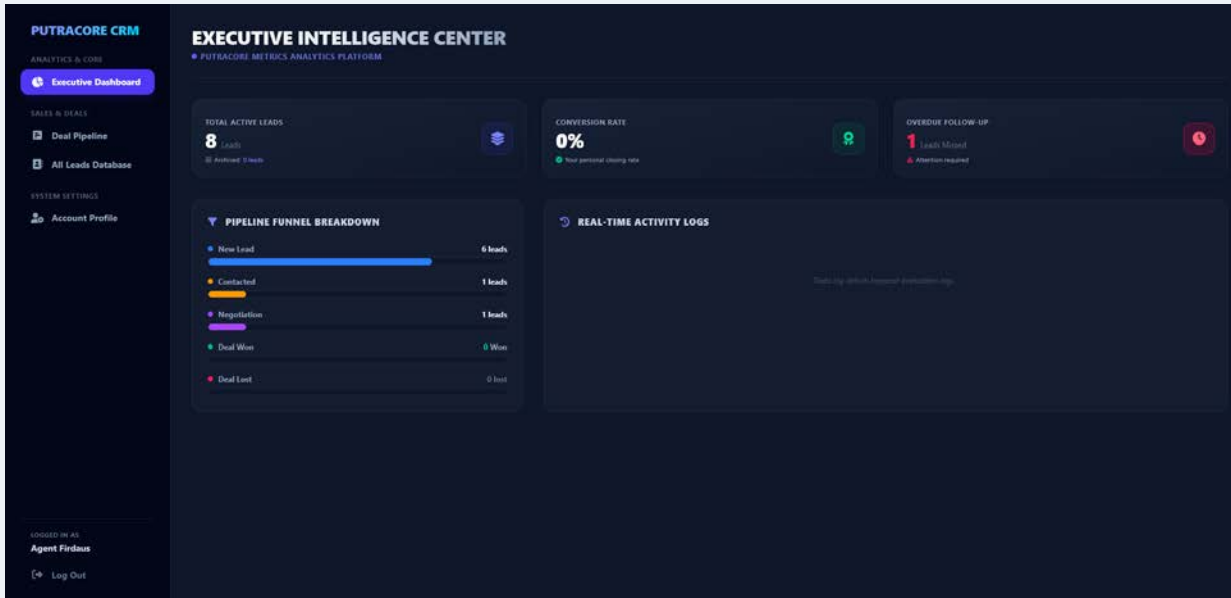 PUTRACORE CRM
ANALYTICS & CORE
Executive Dashboard
SALES & DEALS
Deal Pipeline
All Leads Database
SYSTEM SETTINGS
Account Profile
LOGGED IN AS
Agent Firdaus
Log Out
EXECUTIVE INTELLIGENCE CENTER
PUTRACORE METRICS ANALYTICS PLATFORM
TOTAL ACTIVE LEADS
8 Leads
Archived: 0 leads
CONVERSION RATE
0%
Your personal closing rate
OVERDUE FOLLOW-UP
1 Leads Missed
Attention required
PIPELINE FUNNEL BREAKDOWN
New Lead 6 leads
Contacted 1 leads
Negotiation 1 leads
Deal Won 0 Won
Deal Lost 0 lost
REAL-TIME ACTIVITY LOGS